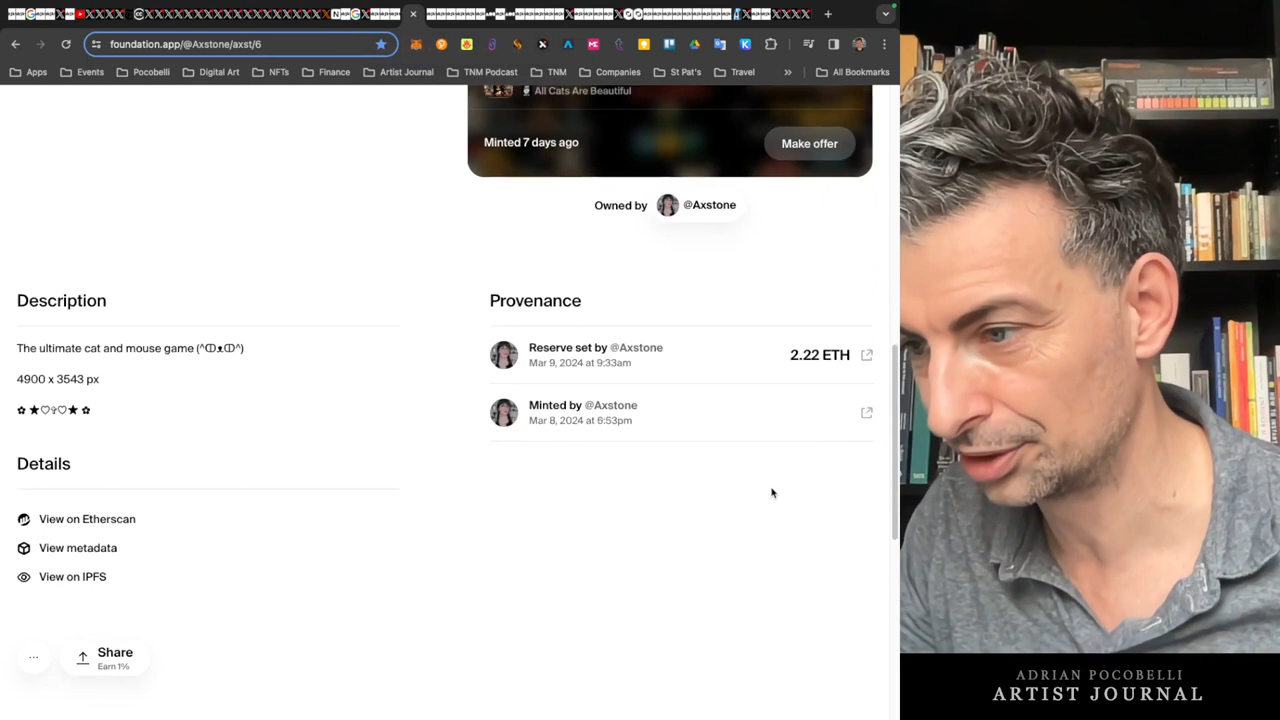 foundation.app/@Axstone/axst/6
Apps
Events
Pocobelli
Digital Art
NFTs
Finance
Artist Journal
TNM Podcast
TNM
Companies
St Pat's
Travel
»
All Bookmarks
All Cats Are Beautiful
Minted 7 days ago
Make offer
Owned by @Axstone
Description
The ultimate cat and mouse game (^ↀᴥↀ^)
4900 x 3543 px
✿ ★♡✞♡★ ✿
Details
View on Etherscan
View metadata
View on IPFS
Share
Earn 1%
Provenance
Reserve set by @Axstone
Mar 9, 2024 at 9:33am
2.22 ETH
Minted by @Axstone
Mar 8, 2024 at 6:53pm
ADRIAN POCOBELLI
ARTIST JOURNAL